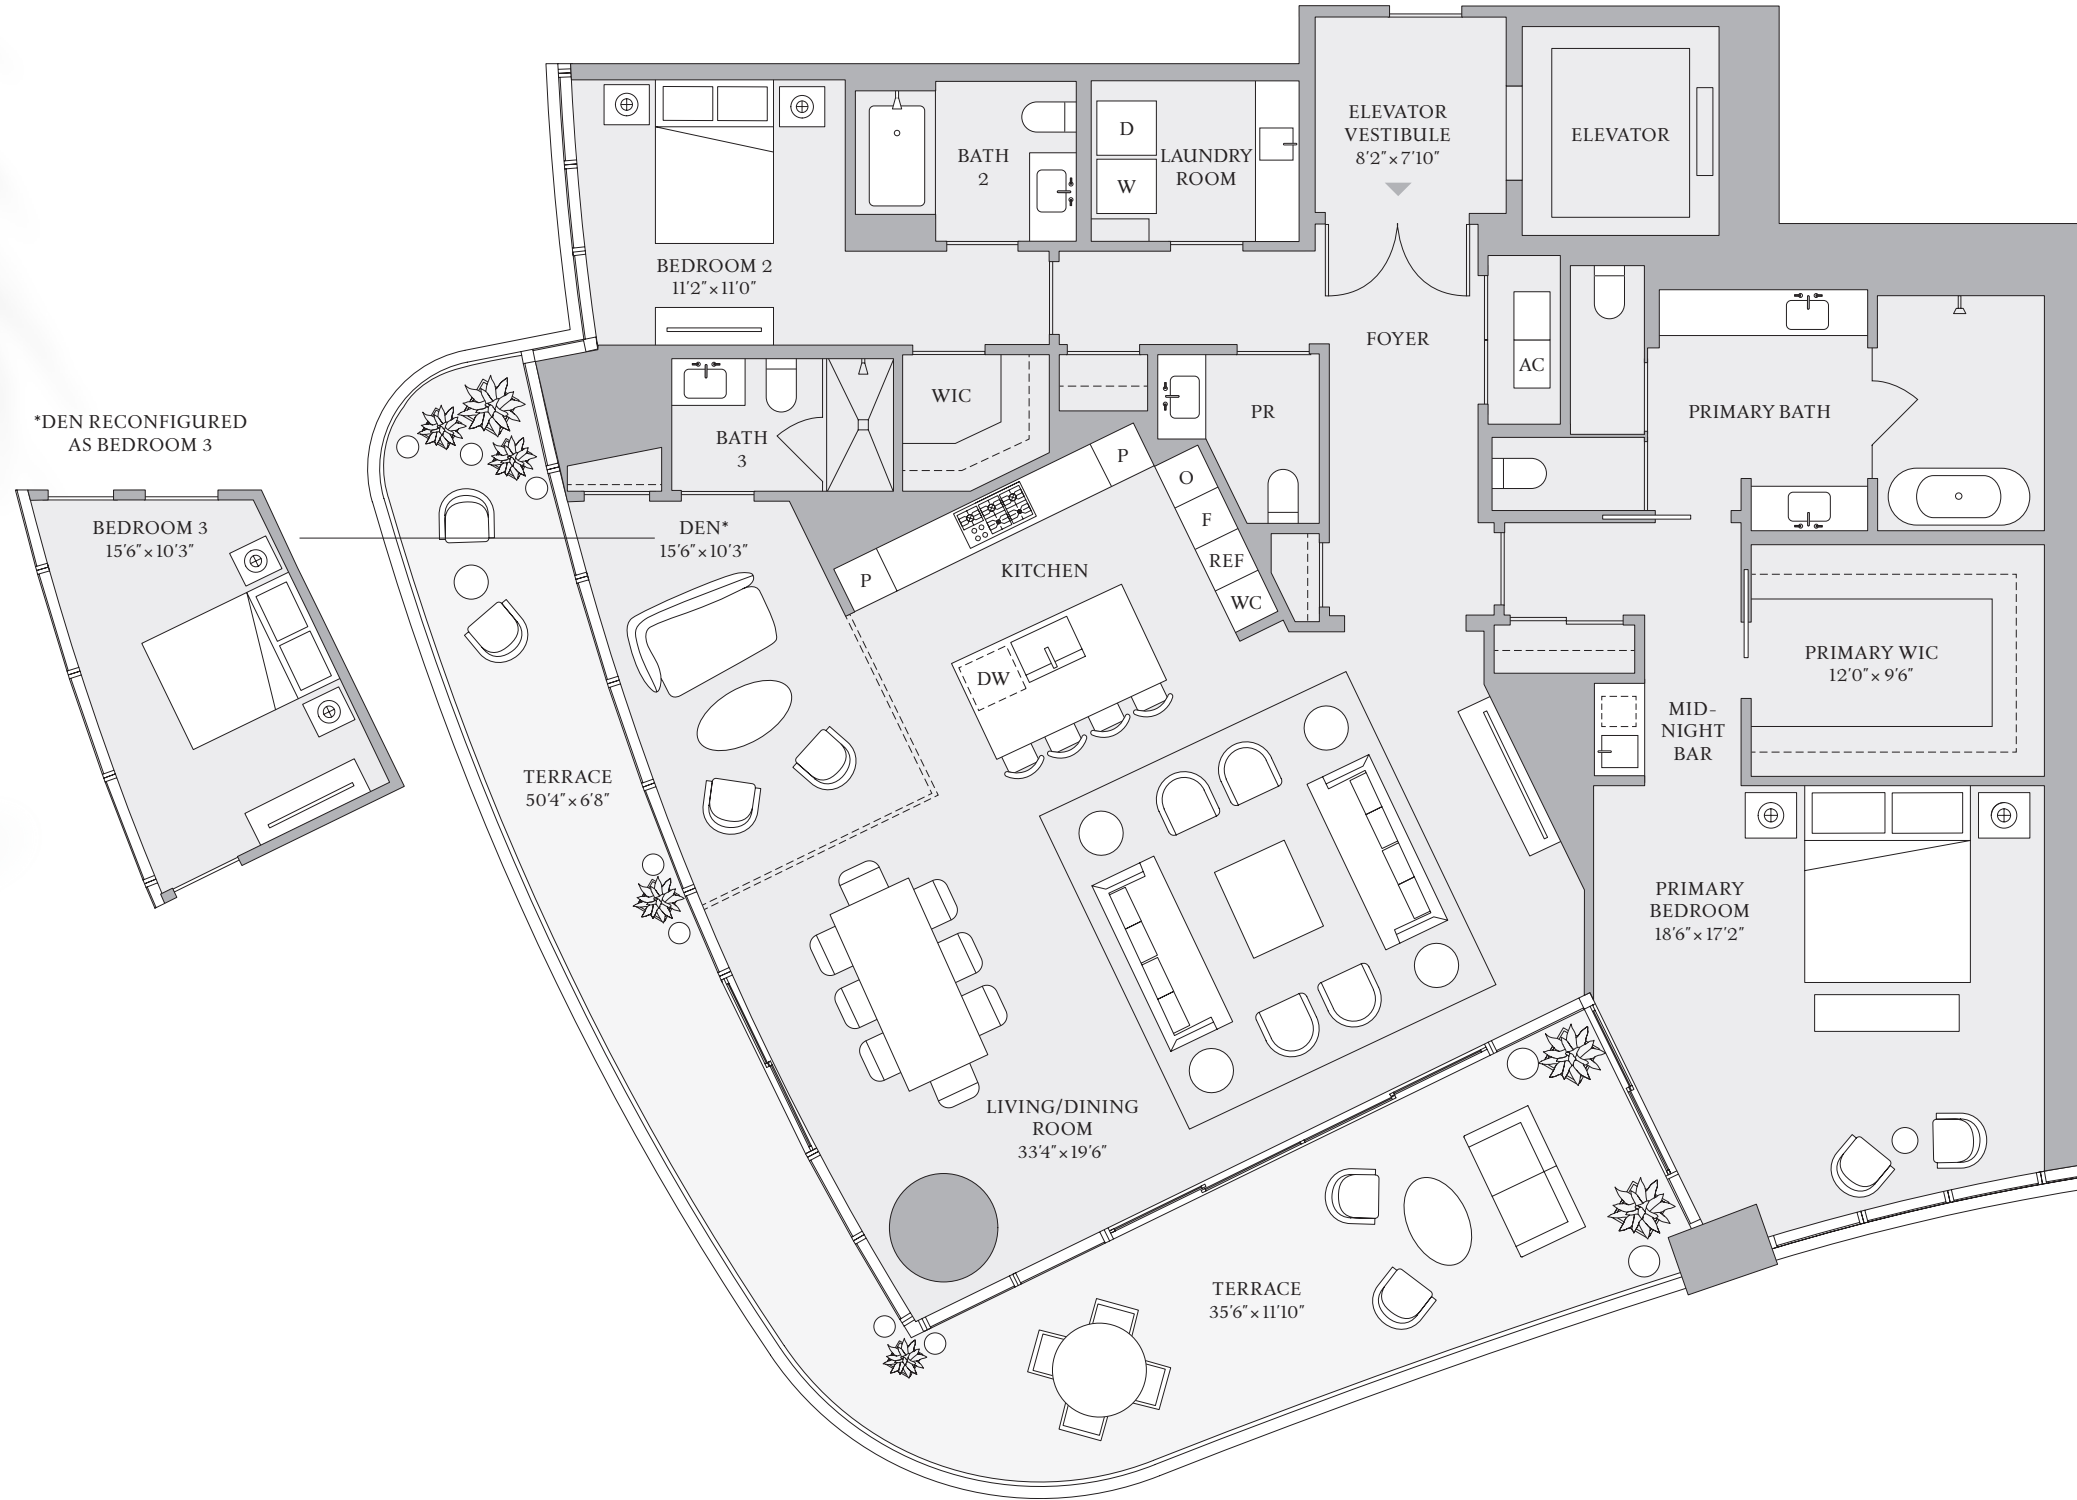 ELEVATOR
VESTIBULE
8'2" × 7'10"
ELEVATOR
D
W
LAUNDRY
ROOM
BATH
2
BEDROOM 2
11'2" × 11'0"
FOYER
AC
WIC
PR
PRIMARY BATH
*DEN RECONFIGURED
AS BEDROOM 3
BATH
3
P
O
F
REF
WC
BEDROOM 3
15'6" × 10'3"
DEN*
15'6" × 10'3"
P
KITCHEN
DW
PRIMARY WIC
12'0" × 9'6"
MID-
NIGHT
BAR
TERRACE
50'4" × 6'8"
PRIMARY
BEDROOM
18'6" × 17'2"
LIVING/DINING
ROOM
33'4" × 19'6"
TERRACE
35'6" × 11'10"